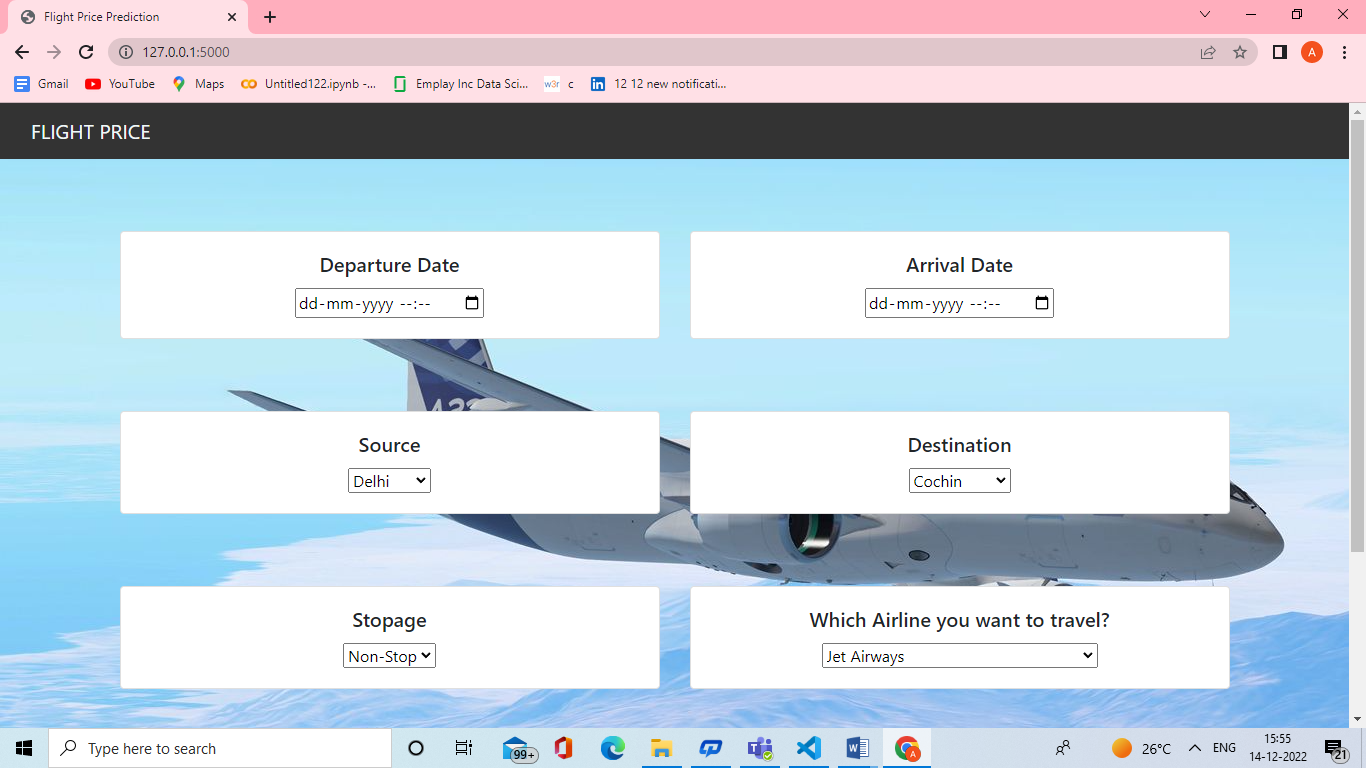 Flight Price Prediction
127.0.0.1:5000
Gmail YouTube Maps Untitled122.ipynb -... Emplay Inc Data Sci... w3r c in 12 12 new notificati...
A
FLIGHT PRICE
Departure Date Arrival Date
dd-mm-yyyy --:-- dd-mm-yyyy --:--
Source Destination
Delhi Cochin
Stopage Which Airline you want to travel?
Non-Stop Jet Airways
Type here to search 99+ A 26°C ENG 15:55
14-12-2022 21